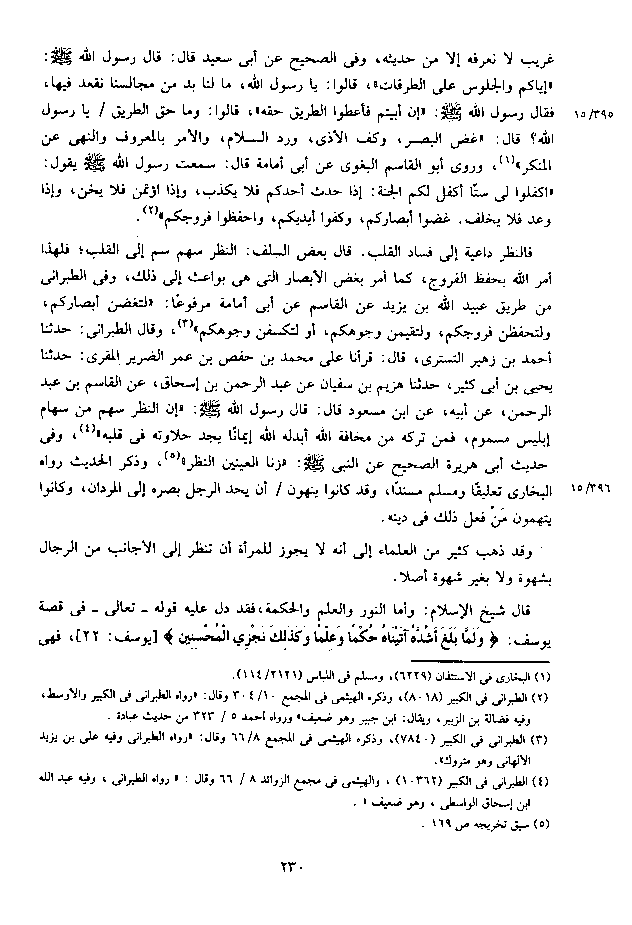 غريب لا نعرفه إلا من حديثه، وفى الصحيح عن أبى سعيد قال: قال رسول الله ﷺ:
«إياكم والجلوس على الطرقات»، قالوا: يا رسول الله، ما لنا بد من مجالسنا نقعد فيها،
فقال رسول الله ﷺ: «إن أبيتم فأعطوا الطريق حقه»، قالوا: وما حق الطريق / يا رسول
١٥/٣٩٥
الله؟ قال: «غض البصر، وكف الأذى، ورد السلام، والأمر بالمعروف والنهى عن
المنكر»(١)، وروى أبو القاسم البغوى عن أبى أمامة قال: سمعت رسول الله ﷺ يقول:
«اكفلوا لى ستًا أكفل لكم الجنة: إذا حدث أحدكم فلا يكذب، وإذا اؤتمن فلا يخن، وإذا
وعد فلا يخلف. غضوا أبصاركم، وكفوا أيديكم، واحفظوا فروجكم»(٢).
فالنظر داعية إلى فساد القلب. قال بعض السلف: النظر سهم سم إلى القلب؛ فلهذا
أمر الله بحفظ الفروج، كما أمر بغض الأبصار التى هى بواعث إلى ذلك، وفى الطبرانى
من طريق عبيد الله بن يزيد عن القاسم عن أبى أمامة مرفوعًا: «لتغضن أبصاركم،
ولتحفظن فروجكم، ولتقيمن وجوهكم، أو لتكسفن وجوهكم»(٣)، وقال الطبرانى: حدثنا
أحمد بن زهير التسترى، قال: قرأنا على محمد بن حفص بن عمر الضرير المقرى: حدثنا
يحيى بن أبى كثير، حدثنا هزيم بن سفيان عن عبد الرحمن بن إسحاق، عن القاسم بن عبد
الرحمن، عن أبيه، عن ابن مسعود قال: قال رسول الله ﷺ: «إن النظر سهم من سهام
إبليس مسموم، فمن تركه من مخافة الله أبدله الله إيمانًا يجد حلاوته فى قلبه»(٤)، وفى
حديث أبى هريرة الصحيح عن النبى ﷺ: «زنا العينين النظر»(٥)، وذكر الحديث رواه
البخارى تعليقًا ومسلم مسندًا، وقد كانوا ينهون / أن يحد الرجل بصره إلى المردان، وكانوا
١٥/٣٩٦
يتهمون مَنْ فعل ذلك فى دينه.
وقد ذهب كثير من العلماء إلى أنه لا يجوز للمرأة أن تنظر إلى الأجانب من الرجال
بشهوة ولا بغير شهوة أصلا.
قال شيخ الإسلام: وأما النور والعلم والحكمة،فقد دل عليه قوله ـ تعالى ـ فى قصة
يوسف: ﴿ وَلَمَّا بَلَغَ أَشُدَّهُ آتَيْنَاهُ حُكْمًا وَعِلْمًا وَكَذَلِكَ نَجْزِي الْمُحْسِنِينَ ﴾ [يوسف: ٢٢]، فهى
(١) البخارى فى الاستئذان (٦٢٢٩)، ومسلم فى اللباس (٢١٢١/١١٤).
(٢) الطبرانى فى الكبير (٨٠١٨)، وذكره الهيثمى فى المجمع ٣٠٤/١٠ وقال: «رواه الطبرانى فى الكبير والأوسط،
وفيه فضالة بن الزبير، ويقال: ابن جبير وهو ضعيف» ورواه أحمد ٥ / ٣٢٣ من حديث عبادة .
(٣) الطبرانى فى الكبير (٧٨٤٠)، وذكره الهيثمى فى المجمع ٦٦/٨ وقال: «رواه الطبرانى وفيه على بن يزيد
الألهانى وهو متروك».
(٤) الطبرانى فى الكبير (١٠٣٦٢) ، والهيثمى فى مجمع الزوائد ٨ / ٦٦ وقال : « رواه الطبرانى ، وفيه عبد الله
ابن إسحاق الواسطى ، وهو ضعيف » .
(٥) سبق تخريجه ص ١٦٩ .
٢٣٠